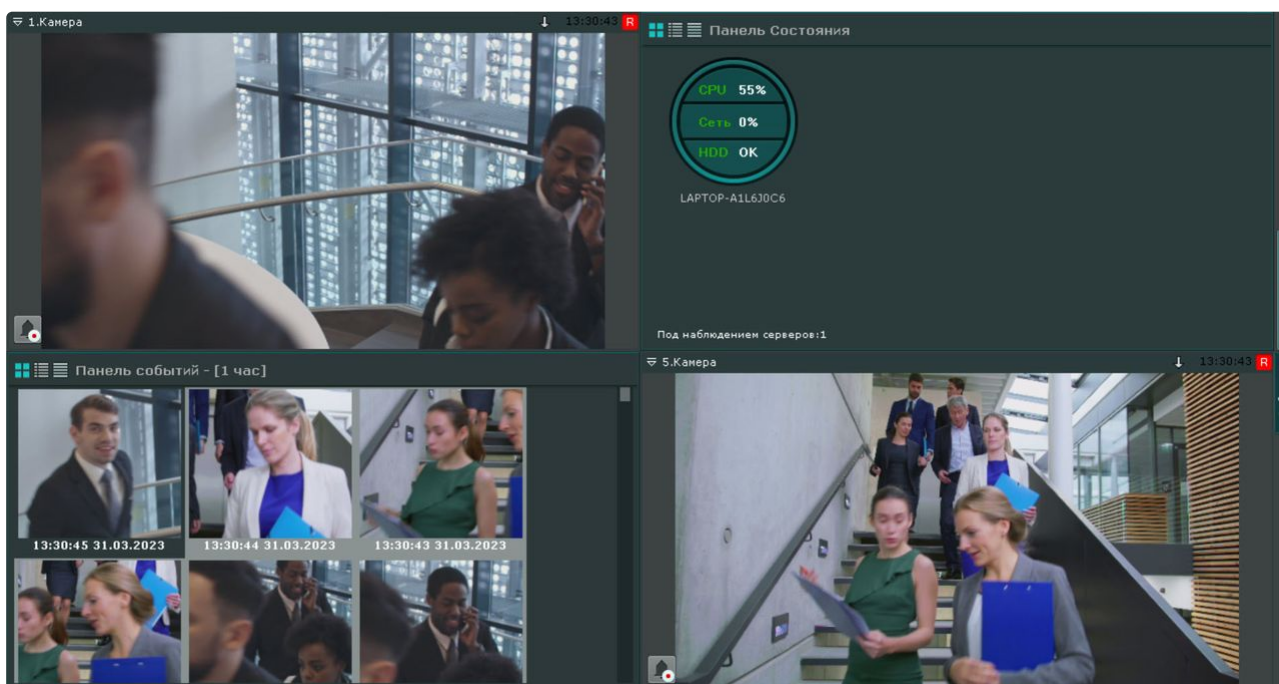 1.Камера
13:30:43 R
Панель Состояния
CPU 55%
Сеть 0%
HDD OK
LAPTOP-A1L6J0C6
Под наблюдением серверов:1
Панель событий - [1 час]
13:30:45 31.03.2023
13:30:44 31.03.2023
13:30:43 31.03.2023
5.Камера
13:30:43 R